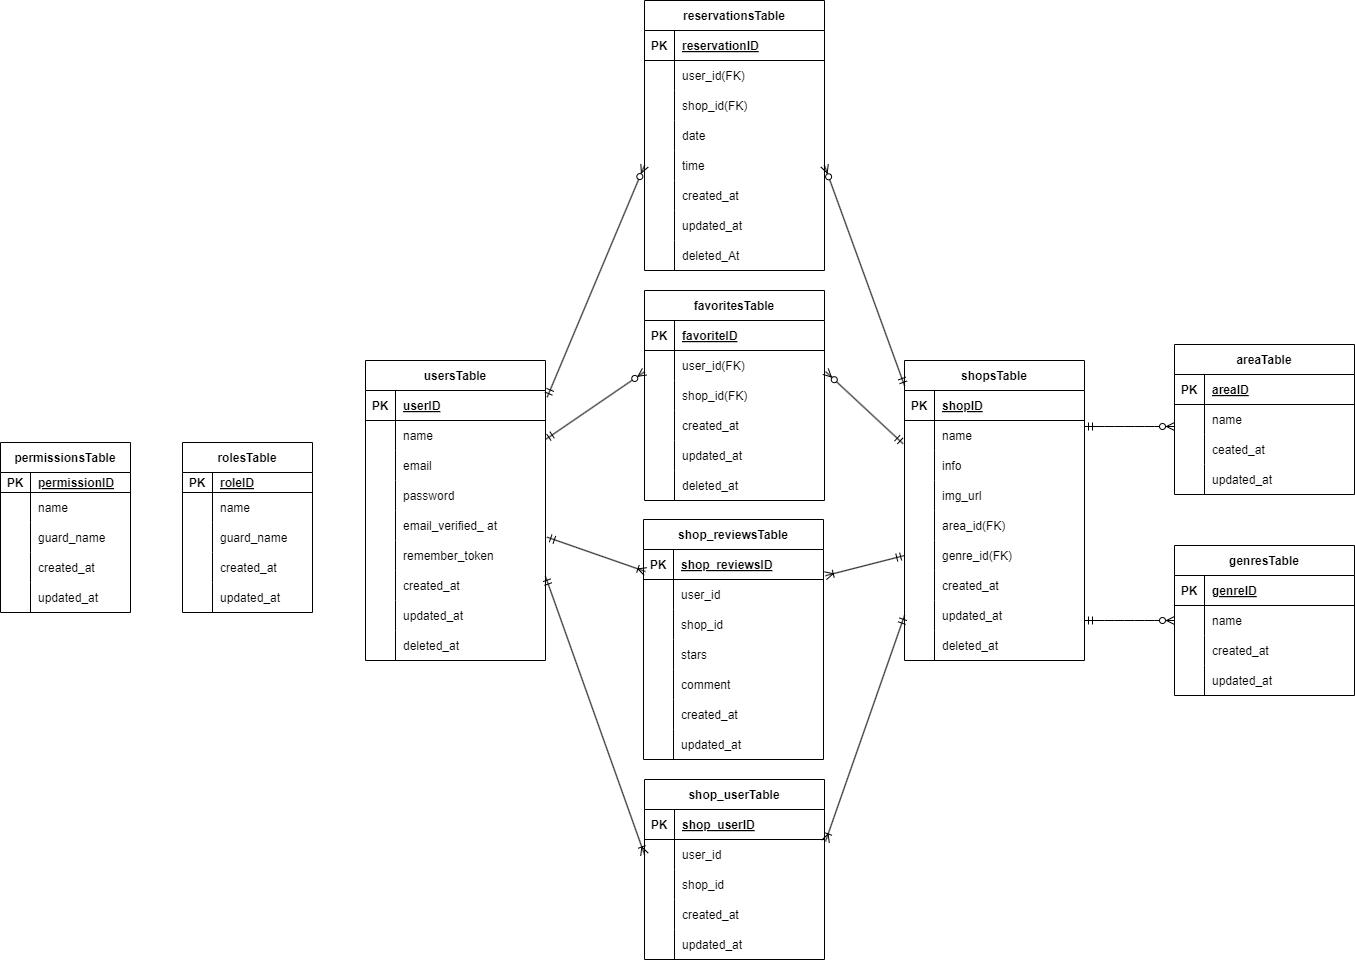 reservationsTable
PK reservationID
user_id(FK)
shop_id(FK)
date
time
created_at
updated_at
deleted_At
favoritesTable
PK favoriteID
user_id(FK)
shop_id(FK)
created_at
updated_at
deleted_at
usersTable
PK userID
name
email
password
email_verified_ at
remember_token
created_at
updated_at
deleted_at
shopsTable
PK shopID
name
info
img_url
area_id(FK)
genre_id(FK)
created_at
updated_at
deleted_at
areaTable
PK areaID
name
ceated_at
updated_at
permissionsTable
PK permissionID
name
guard_name
created_at
updated_at
rolesTable
PK roleID
name
guard_name
created_at
updated_at
shop_reviewsTable
PK shop_reviewsID
user_id
shop_id
stars
comment
created_at
updated_at
genresTable
PK genreID
name
created_at
updated_at
shop_userTable
PK shop_userID
user_id
shop_id
created_at
updated_at